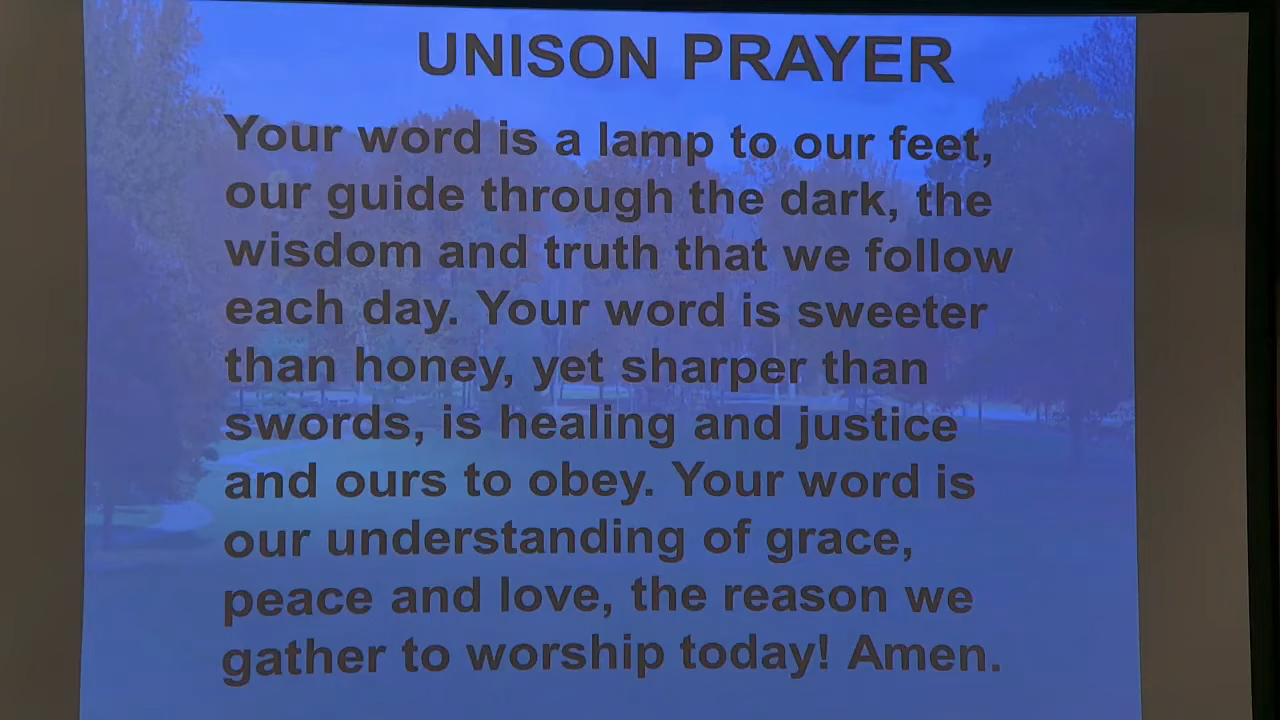 UNISON PRAYER
Your word is a lamp to our feet,
our guide through the dark, the
wisdom and truth that we follow
each day. Your word is sweeter
than honey, yet sharper than
swords, is healing and justice
and ours to obey. Your word is
our understanding of grace,
peace and love, the reason we
gather to worship today! Amen.